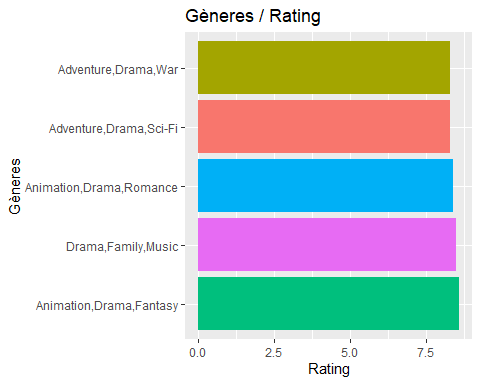 Gèneres / Rating
Gèneres
Adventure,Drama,War
Adventure,Drama,Sci-Fi
Animation,Drama,Romance
Drama,Family,Music
Animation,Drama,Fantasy
0.0 2.5 5.0 7.5
Rating